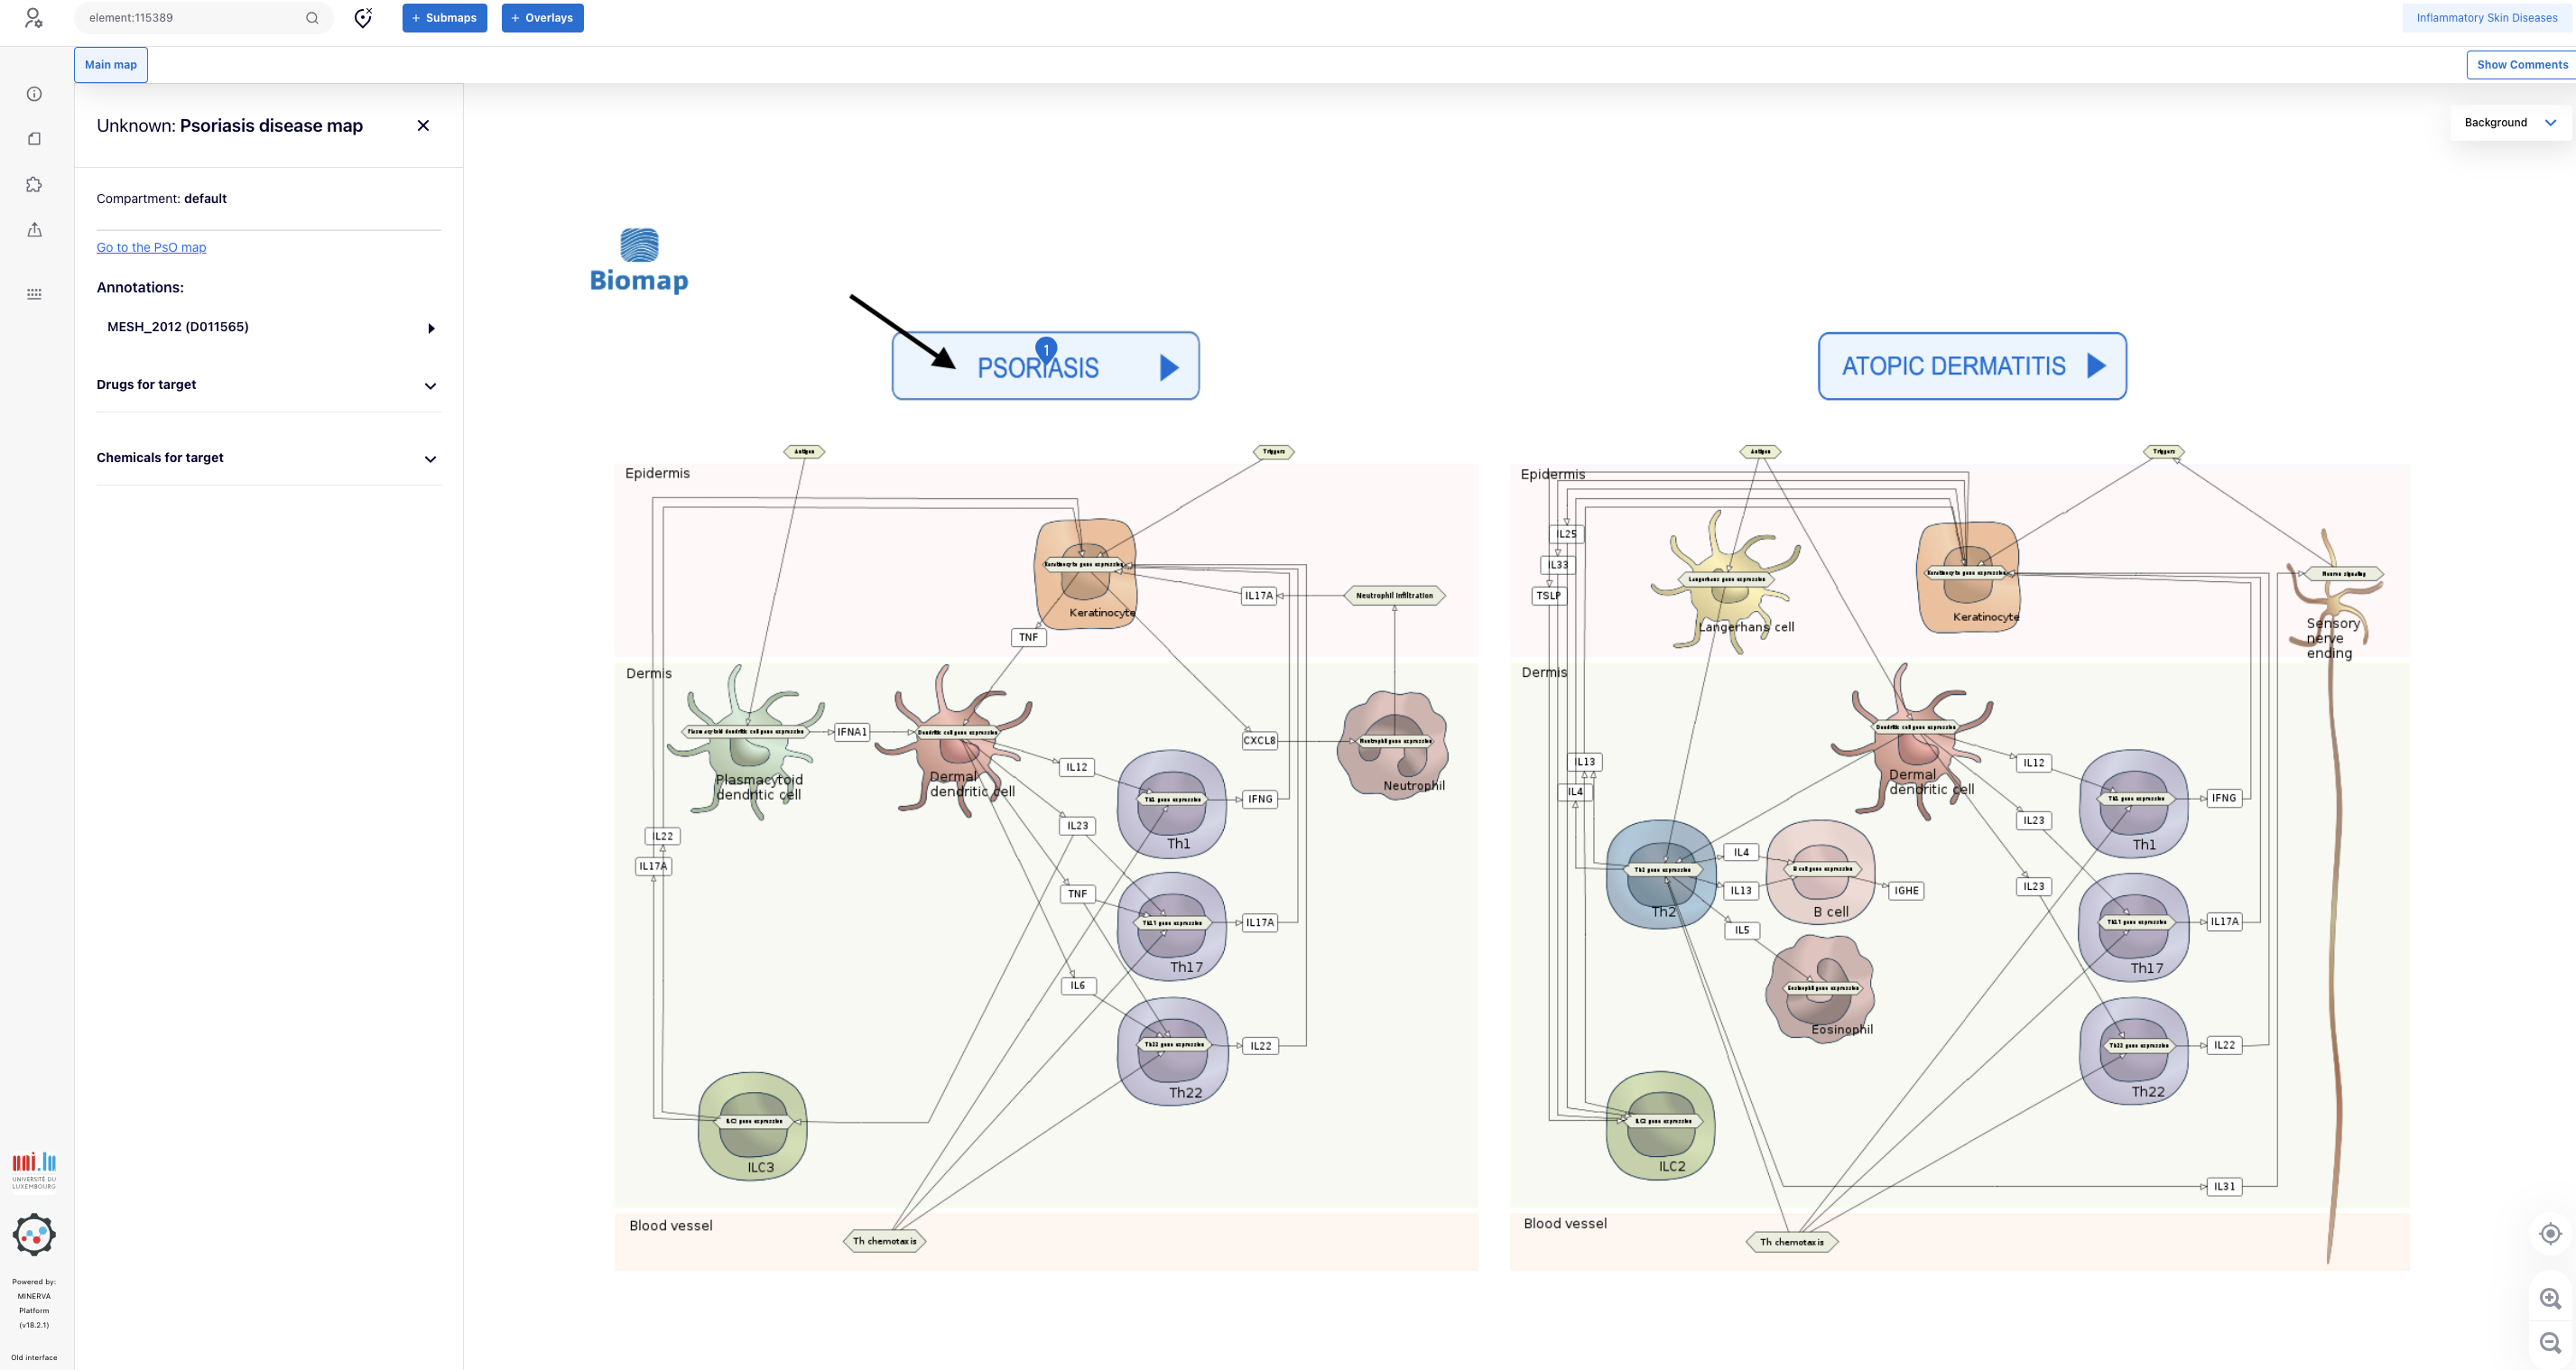 element:115389
+ Submaps
+ Overlays
Inflammatory Skin Diseases
Main map
Show Comments
Unknown: Psoriasis disease map
Compartment: default
Go to the PsO map
Annotations:
MESH_2012 (D011565)
Drugs for target
Chemicals for target
Background
Biomap
1
PSORIASIS
ATOPIC DERMATITIS
Antigen
Triggers
Epidermis
Keratinocyte gene expression
Keratinocyte
IL17A
Neutrophil infiltration
TNF
Dermis
Plasmacytoid dendritic cell gene expression
Plasmacytoid
dendritic cell
IFNA1
Dendritic cell gene expression
Dermal
dendritic cell
CXCL8
Neutrophil gene expression
Neutrophil
IL12
Th1 gene expression
Th1
IFNG
IL23
IL22
IL17A
TNF
Th17 gene expression
Th17
IL17A
IL6
Th22 gene expression
Th22
IL22
ILC3 gene expression
ILC3
Blood vessel
Th chemotaxis
Antigen
Triggers
Epidermis
IL25
IL33
TSLP
Langerhans gene expression
Langerhans cell
Keratinocyte gene expression
Keratinocyte
Neuron signaling
Sensory
nerve
ending
Dermis
Dendritic cell gene expression
Dermal
dendritic cell
IL13
IL4
IL12
Th1 gene expression
Th1
IFNG
IL23
Th2 gene expression
Th2
IL4
IL13
B cell gene expression
B cell
IGHE
IL23
IL5
Th17 gene expression
Th17
IL17A
Eosinophil gene expression
Eosinophil
Th22 gene expression
Th22
IL22
ILC2
IL31
Blood vessel
Th chemotaxis
uni.lu
UNIVERSITÉ DU
LUXEMBOURG
Powered by:
MINERVA
Platform
(v18.2.1)
Old interface